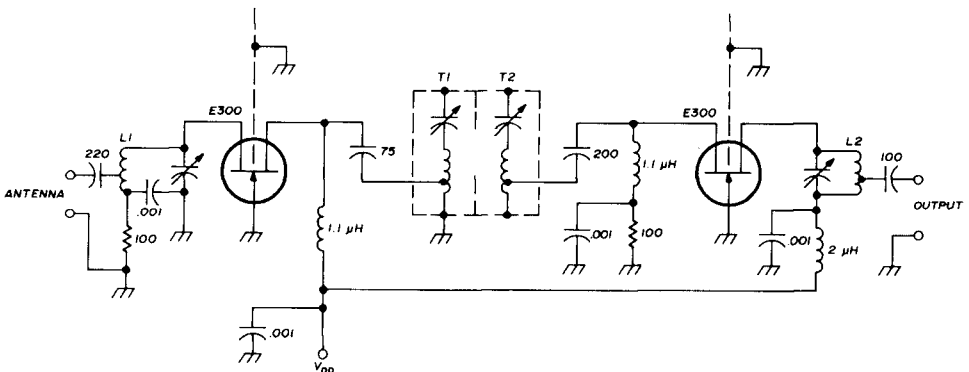 T1
T2
E300
E300
L1
L2
220
75
200
1.1 µH
100
ANTENNA
.001
OUTPUT
100
1.1 µH
.001
100
.001
2 µH
.001
VDD